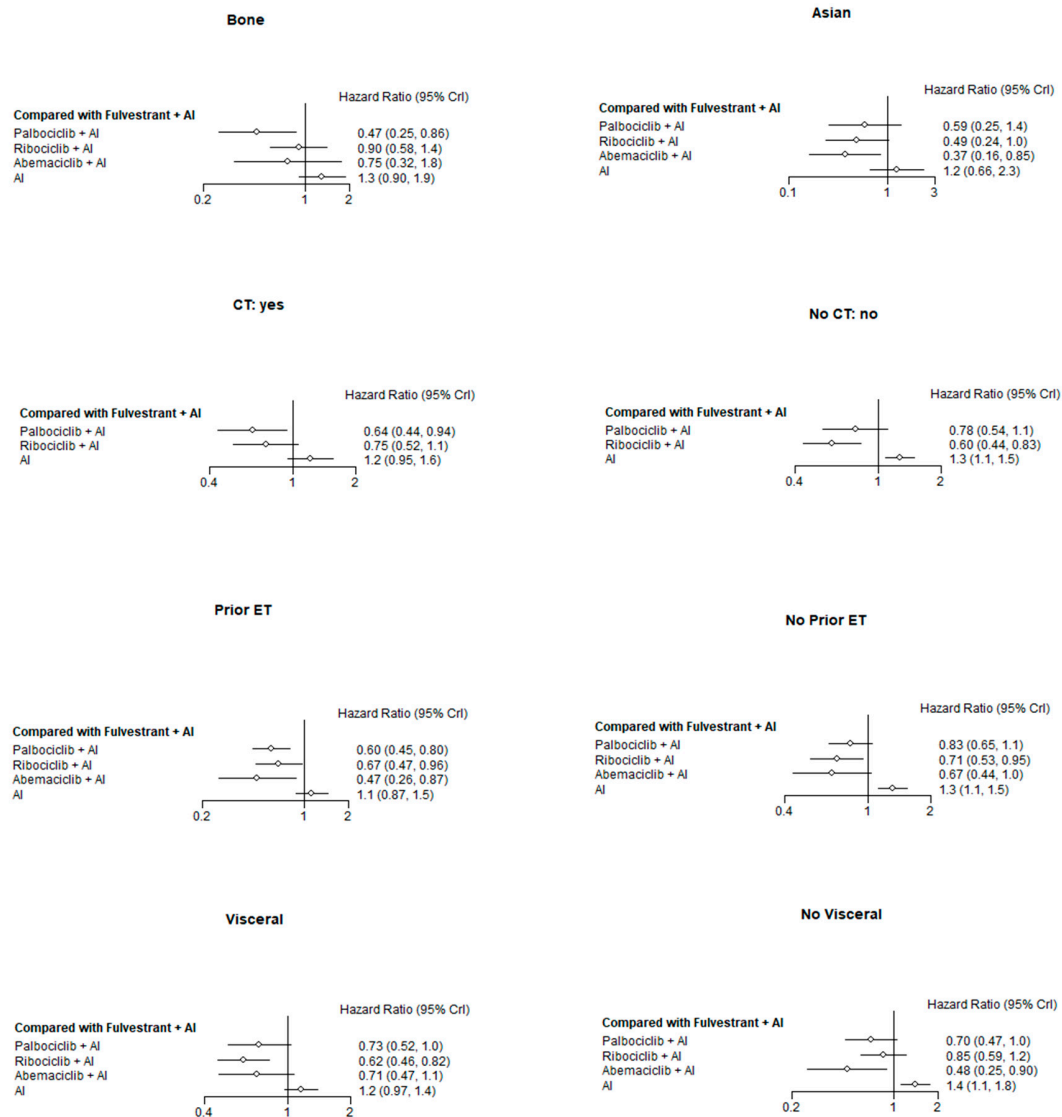 Bone
Hazard Ratio (95% CrI)
Compared with Fulvestrant + AI
Palbociclib + AI 0.47 (0.25, 0.86)
Ribociclib + AI 0.90 (0.58, 1.4)
Abemaciclib + AI 0.75 (0.32, 1.8)
AI 1.3 (0.90, 1.9)
0.2 1 2
Asian
Hazard Ratio (95% CrI)
Compared with Fulvestrant + AI
Palbociclib + AI 0.59 (0.25, 1.4)
Ribociclib + AI 0.49 (0.24, 1.0)
Abemaciclib + AI 0.37 (0.16, 0.85)
AI 1.2 (0.66, 2.3)
0.1 1 3
CT: yes
Hazard Ratio (95% CrI)
Compared with Fulvestrant + AI
Palbociclib + AI 0.64 (0.44, 0.94)
Ribociclib + AI 0.75 (0.52, 1.1)
AI 1.2 (0.95, 1.6)
0.4 1 2
No CT: no
Hazard Ratio (95% CrI)
Compared with Fulvestrant + AI
Palbociclib + AI 0.78 (0.54, 1.1)
Ribociclib + AI 0.60 (0.44, 0.83)
AI 1.3 (1.1, 1.5)
0.4 1 2
Prior ET
Hazard Ratio (95% CrI)
Compared with Fulvestrant + AI
Palbociclib + AI 0.60 (0.45, 0.80)
Ribociclib + AI 0.67 (0.47, 0.96)
Abemaciclib + AI 0.47 (0.26, 0.87)
AI 1.1 (0.87, 1.5)
0.2 1 2
No Prior ET
Hazard Ratio (95% CrI)
Compared with Fulvestrant + AI
Palbociclib + AI 0.83 (0.65, 1.1)
Ribociclib + AI 0.71 (0.53, 0.95)
Abemaciclib + AI 0.67 (0.44, 1.0)
AI 1.3 (1.1, 1.5)
0.4 1 2
Visceral
Hazard Ratio (95% CrI)
Compared with Fulvestrant + AI
Palbociclib + AI 0.73 (0.52, 1.0)
Ribociclib + AI 0.62 (0.46, 0.82)
Abemaciclib + AI 0.71 (0.47, 1.1)
AI 1.2 (0.97, 1.4)
0.4 1 2
No Visceral
Hazard Ratio (95% CrI)
Compared with Fulvestrant + AI
Palbociclib + AI 0.70 (0.47, 1.0)
Ribociclib + AI 0.85 (0.59, 1.2)
Abemaciclib + AI 0.48 (0.25, 0.90)
AI 1.4 (1.1, 1.8)
0.2 1 2